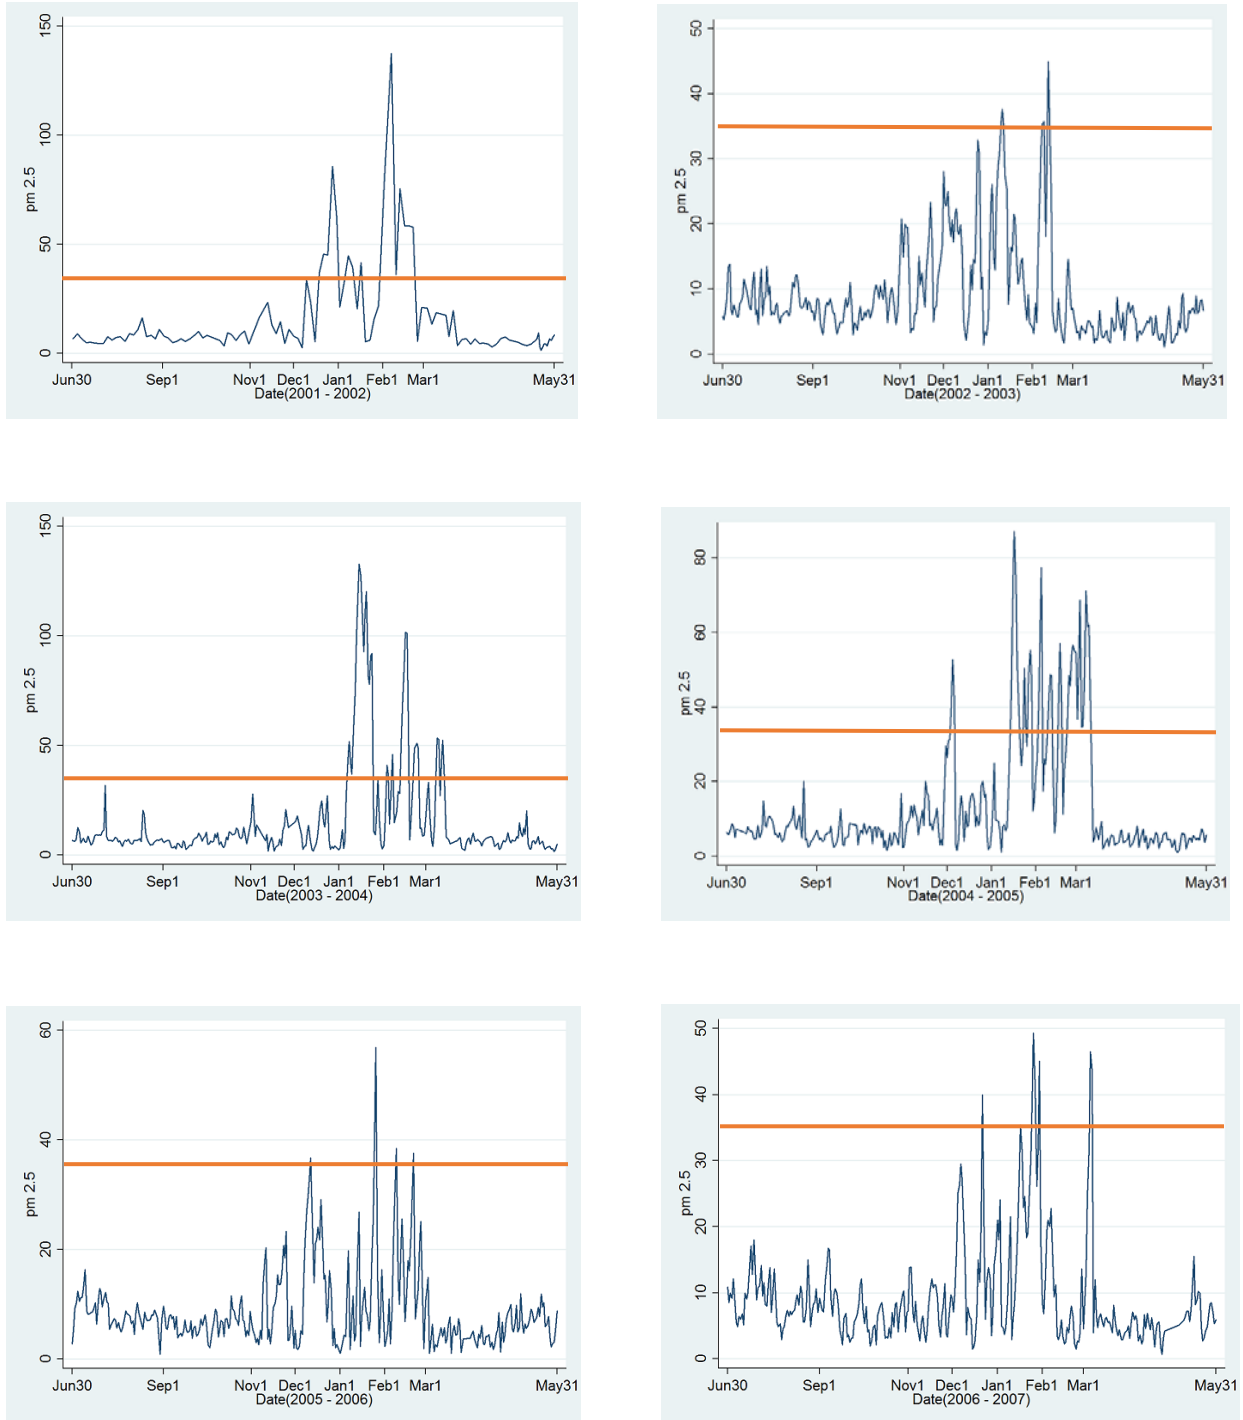 150
100
50
0
pm 2.5
Jun30 Sep1 Nov1 Dec1 Jan1 Feb1 Mar1 May31
Date(2001 - 2002)
50
40
30
20
10
0
pm 2.5
Jun30 Sep1 Nov1 Dec1 Jan1 Feb1 Mar1 May31
Date(2002 - 2003)
150
100
50
0
pm 2.5
Jun30 Sep1 Nov1 Dec1 Jan1 Feb1 Mar1 May31
Date(2003 - 2004)
80
60
40
20
0
pm 2.5
Jun30 Sep1 Nov1 Dec1 Jan1 Feb1 Mar1 May31
Date(2004 - 2005)
60
40
20
0
pm 2.5
Jun30 Sep1 Nov1 Dec1 Jan1 Feb1 Mar1 May31
Date(2005 - 2006)
50
40
30
20
10
0
pm 2.5
Jun30 Sep1 Nov1 Dec1 Jan1 Feb1 Mar1 May31
Date(2006 - 2007)